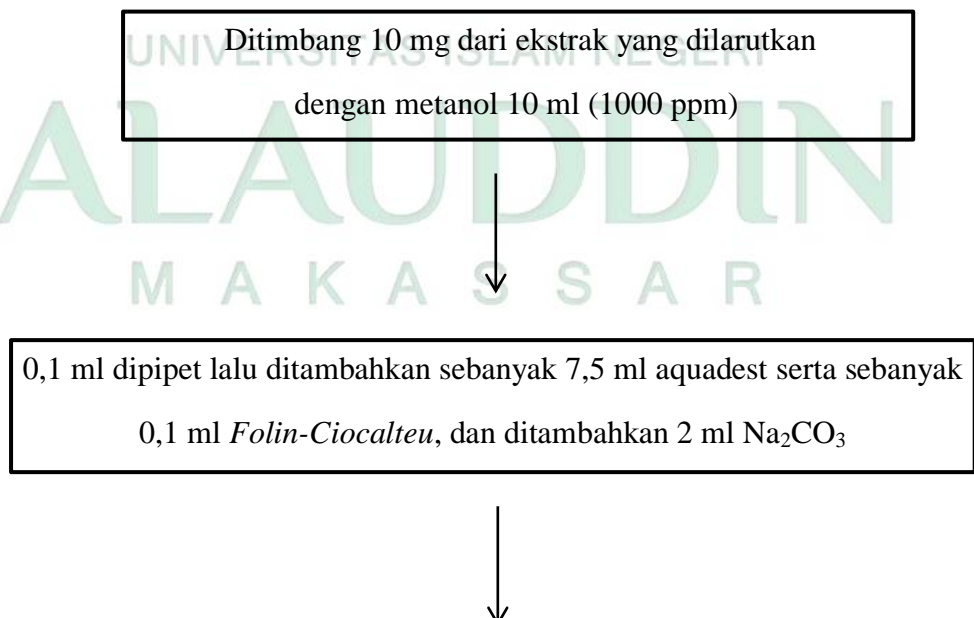 UNIVERSITAS ISLAM NEGERI
Ditimbang 10 mg dari ekstrak yang dilarutkan
dengan metanol 10 ml (1000 ppm)
ALAUDDIN
MAKASSAR
0,1 ml dipipet lalu ditambahkan sebanyak 7,5 ml aquadest serta sebanyak
0,1 ml Folin-Ciocalteu, dan ditambahkan 2 ml Na₂CO₃